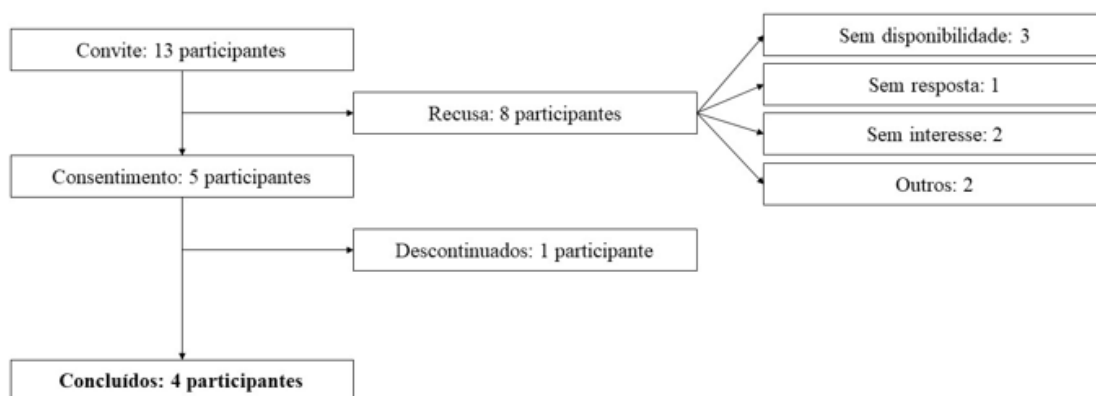 Convite: 13 participantes
Recusa: 8 participantes
Sem disponibilidade: 3
Sem resposta: 1
Sem interesse: 2
Outros: 2
Consentimento: 5 participantes
Descontinuados: 1 participante
Concluídos: 4 participantes